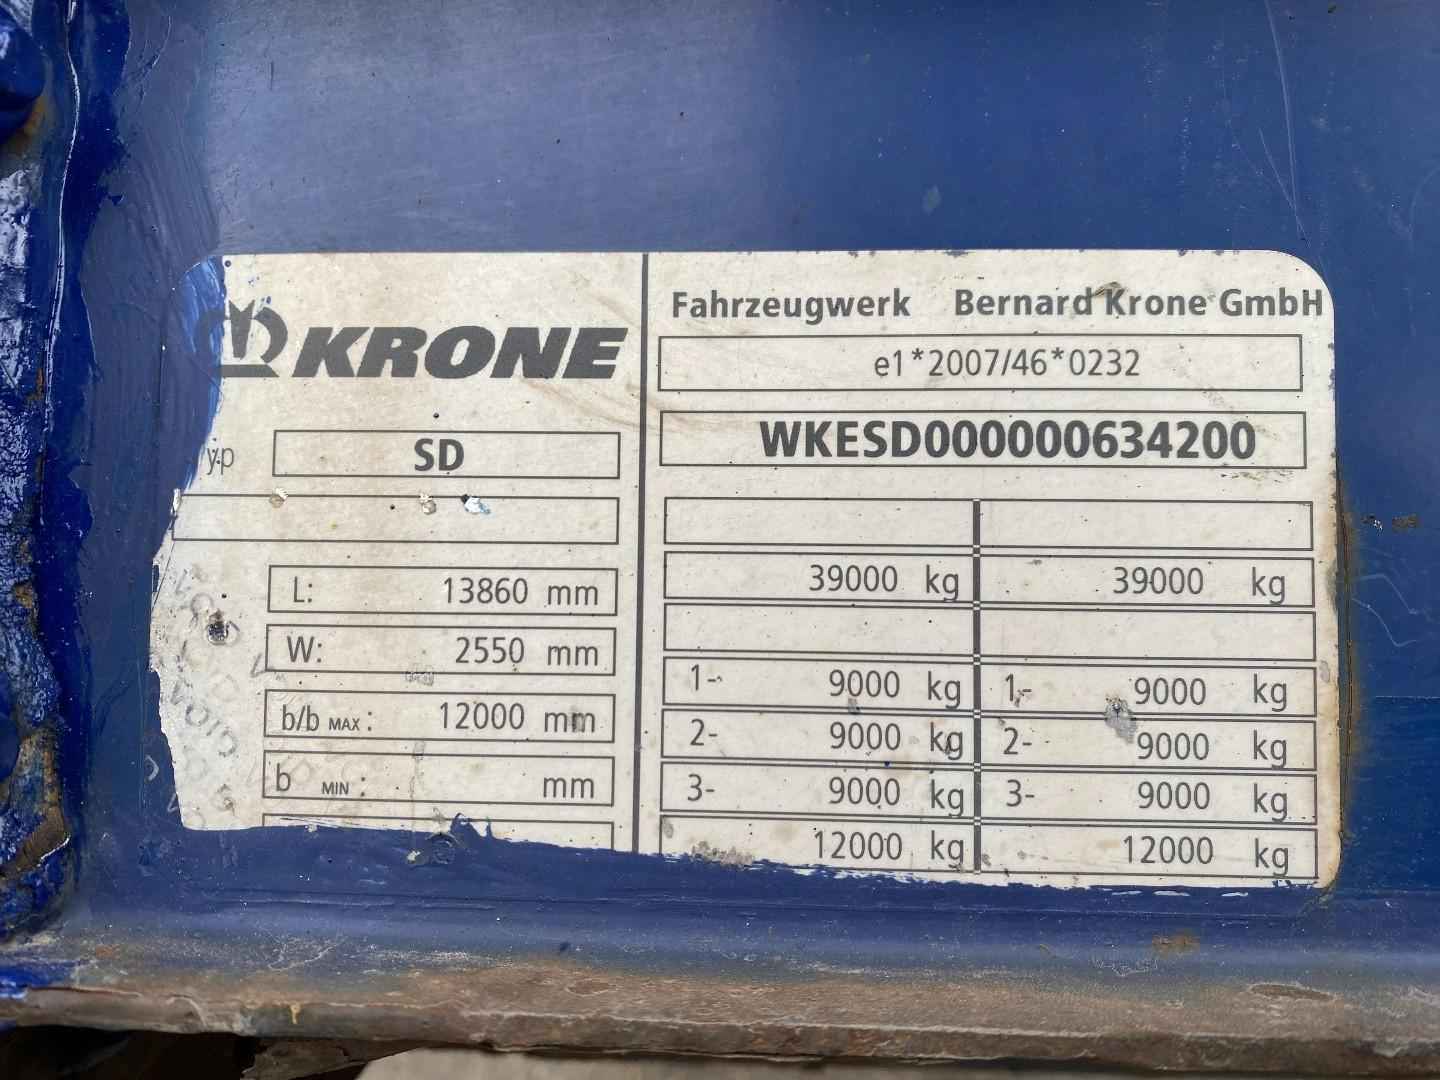 KRONE
Fahrzeugwerk Bernard Krone GmbH
e1*2007/46*0232
WKESD000000634200
yp SD
L: 13860 mm
W: 2550 mm
b/b MAX: 12000 mm
b MIN: mm
39000 kg 39000 kg
1- 9000 kg 1- 9000 kg
2- 9000 kg 2- 9000 kg
3- 9000 kg 3- 9000 kg
12000 kg 12000 kg